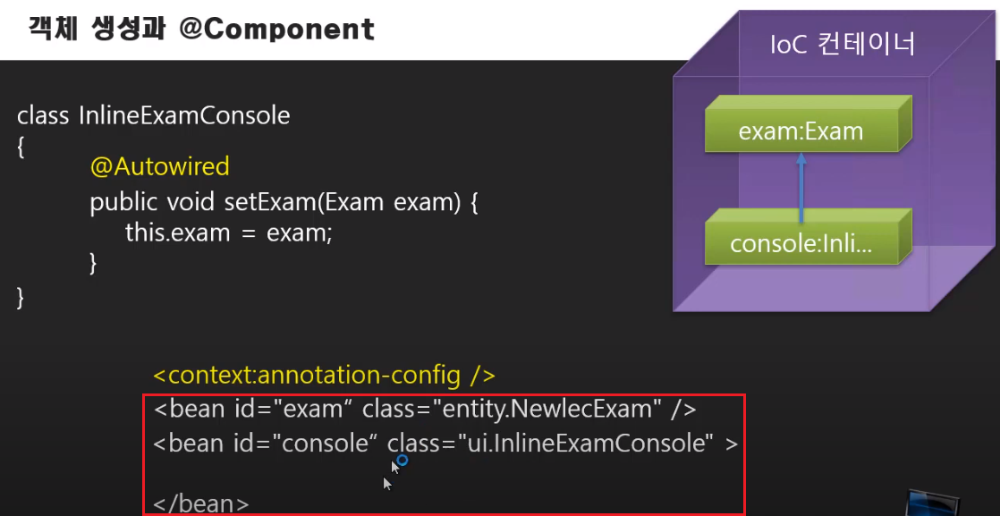 객체 생성과 @Component
IoC 컨테이너
exam:Exam
console:Inli...
class InlineExamConsole
{
@Autowired
public void setExam(Exam exam) {
this.exam = exam;
}
}
<context:annotation-config />
<bean id="exam“ class="entity.NewlecExam" />
<bean id="console“ class="ui.InlineExamConsole" >
</bean>